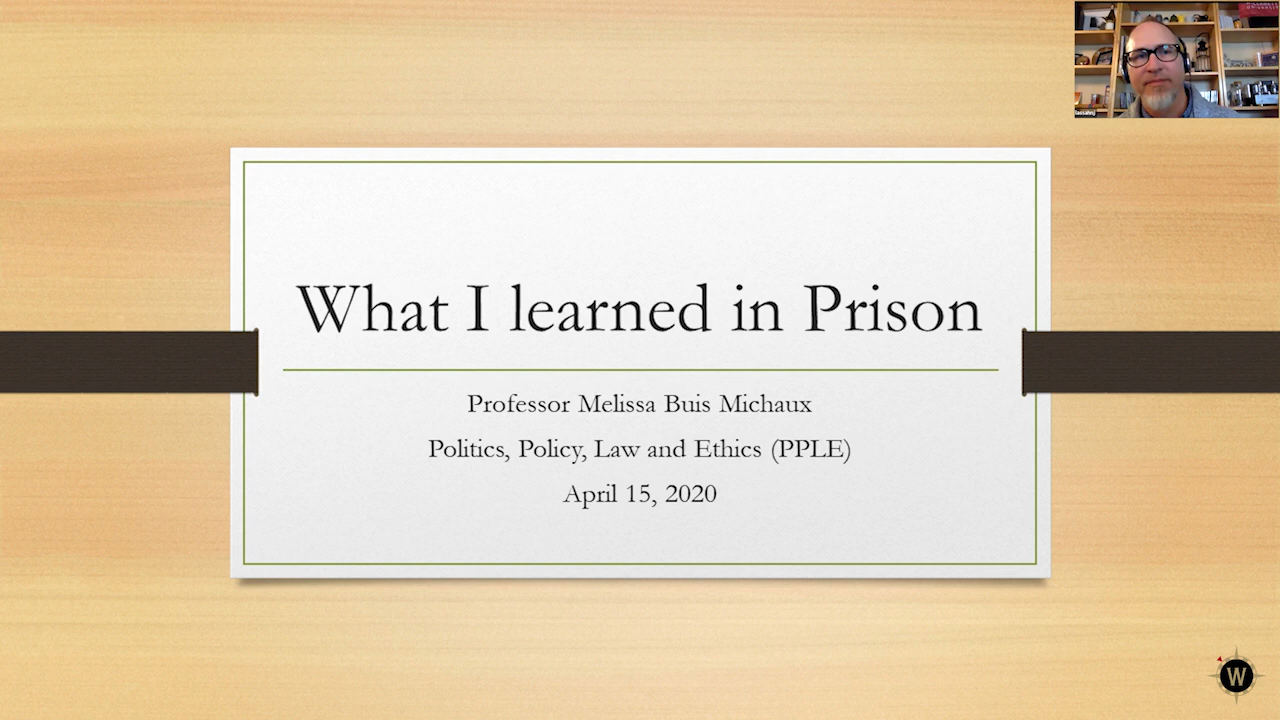 What I learned in Prison
Professor Melissa Buis Michaux
Politics, Policy, Law and Ethics (PPLE)
April 15, 2020
W